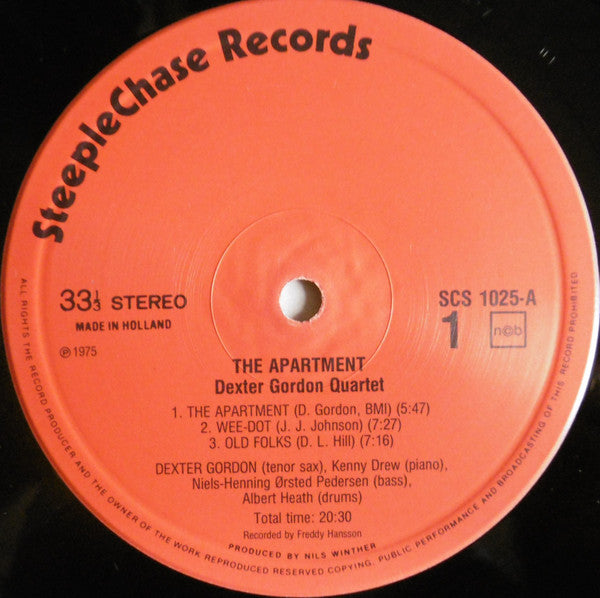 SteepleChase Records
33⅓ STEREO
MADE IN HOLLAND
℗ 1975
SCS 1025-A
1
n©b
THE APARTMENT
Dexter Gordon Quartet
1. THE APARTMENT (D. Gordon, BMI) (5:47)
2. WEE-DOT (J. J. Johnson) (7:27)
3. OLD FOLKS (D. L. Hill) (7:16)
DEXTER GORDON (tenor sax), Kenny Drew (piano),
Niels-Henning Ørsted Pedersen (bass),
Albert Heath (drums)
Total time: 20:30
Recorded by Freddy Hansson
PRODUCED BY NILS WINTHER
ALL RIGHTS THE RECORD PRODUCER AND THE OWNER OF THE WORK REPRODUCED RESERVED COPYING, PUBLIC PERFORMANCE AND BROADCASTING OF THIS RECORD PROHIBITED